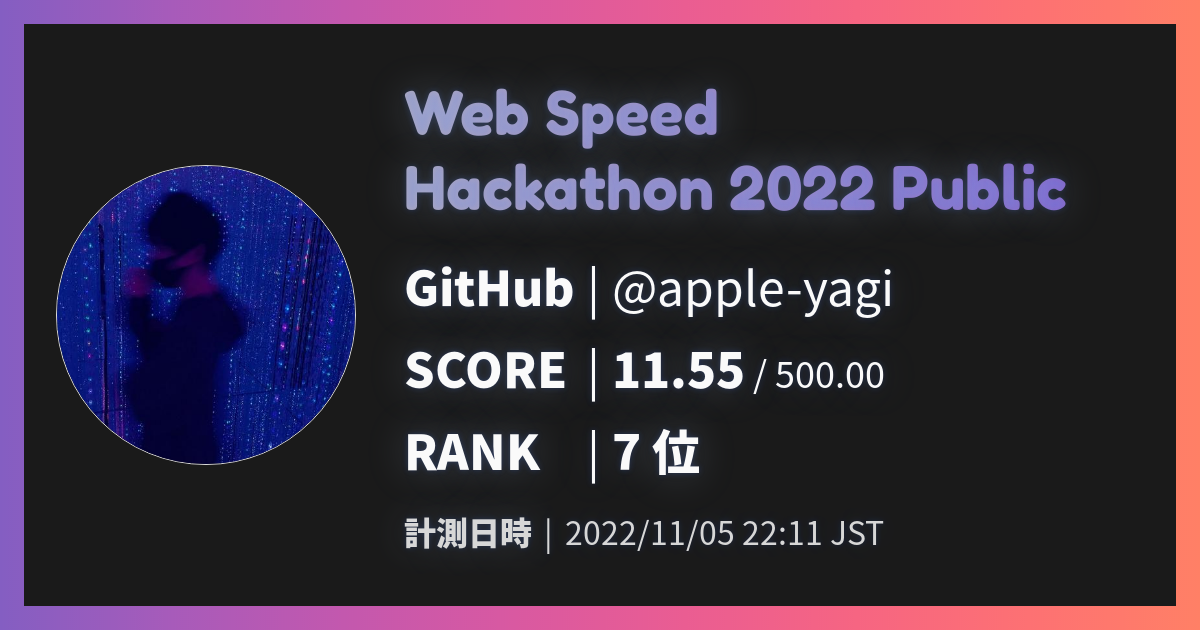 Web Speed
Hackathon 2022 Public
GitHub | @apple-yagi
SCORE | 11.55 / 500.00
RANK | 7 位
計測日時 | 2022/11/05 22:11 JST